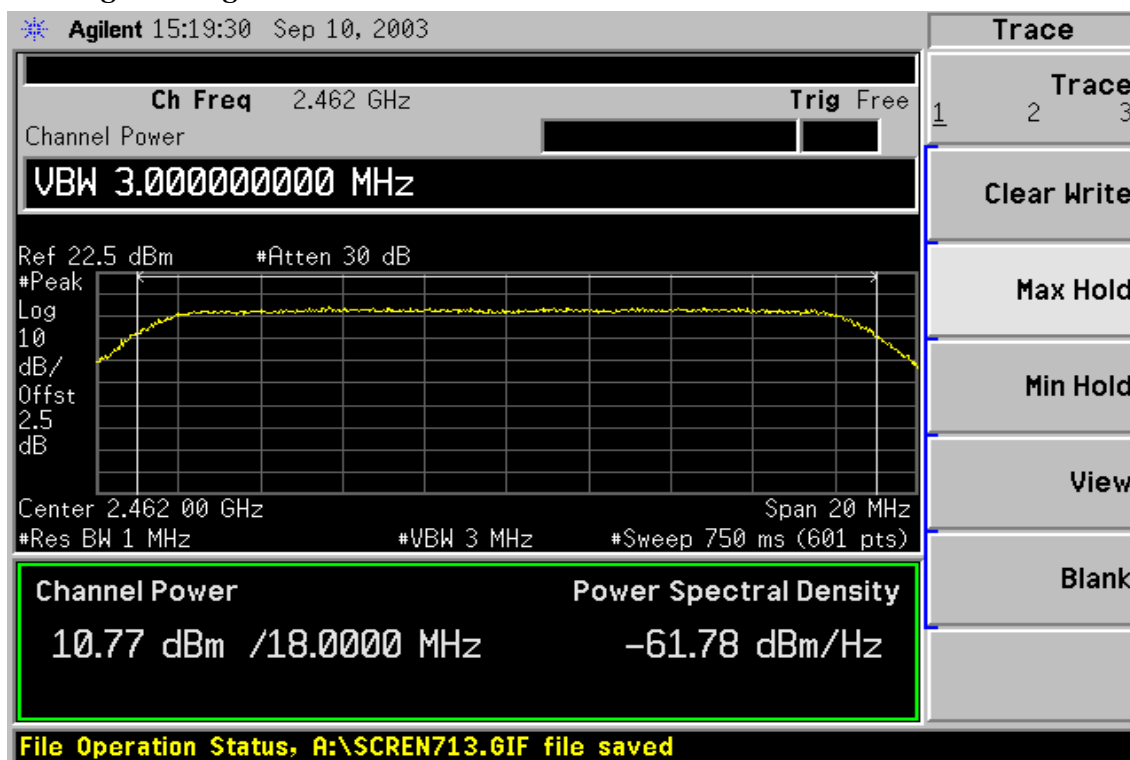 Agilent 15:19:30 Sep 10, 2003
Trace
Ch Freq 2.462 GHz Trig Free
Channel Power
VBW 3.000000000 MHz
Ref 22.5 dBm #Atten 30 dB
#Peak
Log
10
dB/
Offst
2.5
dB
Center 2.462 00 GHz Span 20 MHz
#Res BW 1 MHz #VBW 3 MHz #Sweep 750 ms (601 pts)
Channel Power Power Spectral Density
10.77 dBm /18.0000 MHz -61.78 dBm/Hz
File Operation Status, A:\SCREN713.GIF file saved
Trace
1 2 3
Clear Write
Max Hold
Min Hold
View
Blank